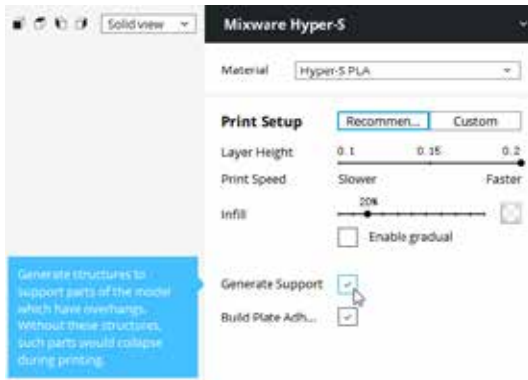 Solid view
Mixware Hyper-S
Material Hyper-S PLA
Print Setup Recommen... Custom
Layer Height 0.1 0.15 0.2
Print Speed Slower Faster
20%
Infill
Enable gradual
Generate structures to
support parts of the model
which have overhangs.
Without these structures,
such parts would collapse
during printing.
Generate Support
Build Plate Adh...